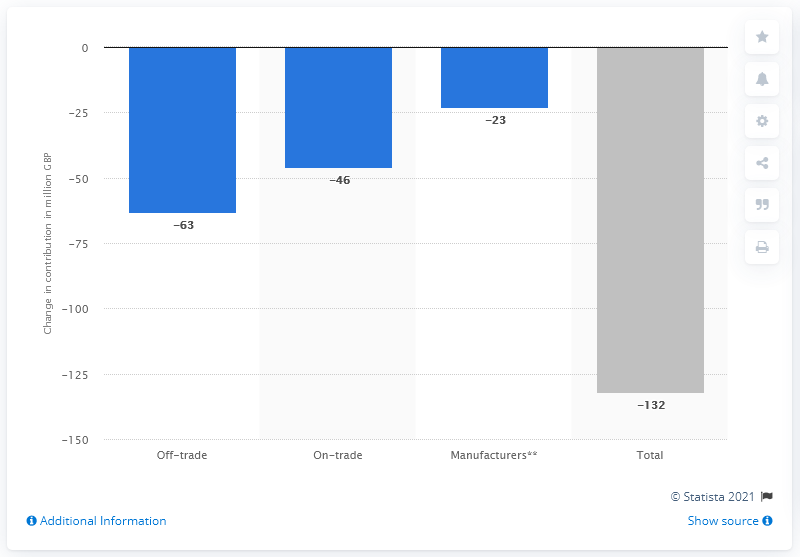 0
−25
−50
−75
−100
−125
−150
Change in contribution in million GBP
−63
−46
−23
−132
Off-trade
On-trade
Manufacturers**
Total
© Statista 2021
Additional Information
Show source